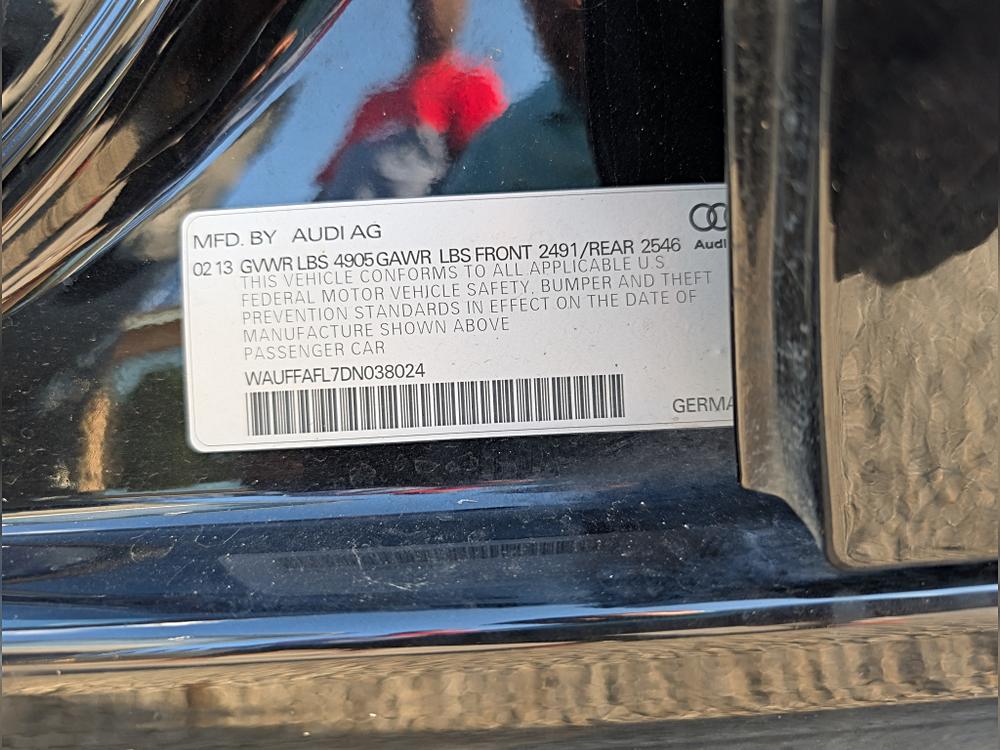 MFD. BY AUDI AG
Audi
02 13 GVWR LBS 4905 GAWR LBS FRONT 2491/REAR 2546
THIS VEHICLE CONFORMS TO ALL APPLICABLE U S
FEDERAL MOTOR VEHICLE SAFETY, BUMPER AND THEFT
PREVENTION STANDARDS IN EFFECT ON THE DATE OF
MANUFACTURE SHOWN ABOVE
PASSENGER CAR
WAUFFAFL7DN038024
GERMA